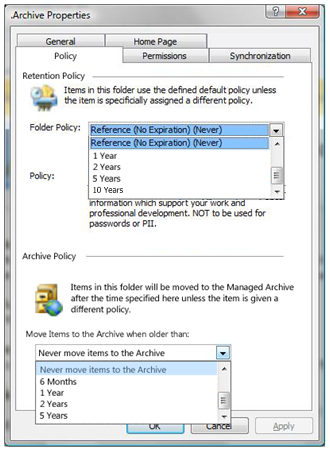 .Archive Properties
General
Home Page
Policy
Permissions
Synchronization
Retention Policy
Items in this folder use the defined default policy unless
the item is specificially assigned a different policy.
Folder Policy:
Reference (No Expiration) (Never)
Reference (No Expiration) (Never)
1 Year
2 Years
5 Years
10 Years
Policy:
information which support your work and
professional development. NOT to be used for
passwords or PII.
Archive Policy
Items in this folder will be moved to the Managed Archive
after the time specified here unless the item is given a
different policy.
Move Items to the Archive when older than:
Never move items to the Archive
Never move items to the Archive
6 Months
1 Year
2 Years
5 Years
OK
Cancel
Apply